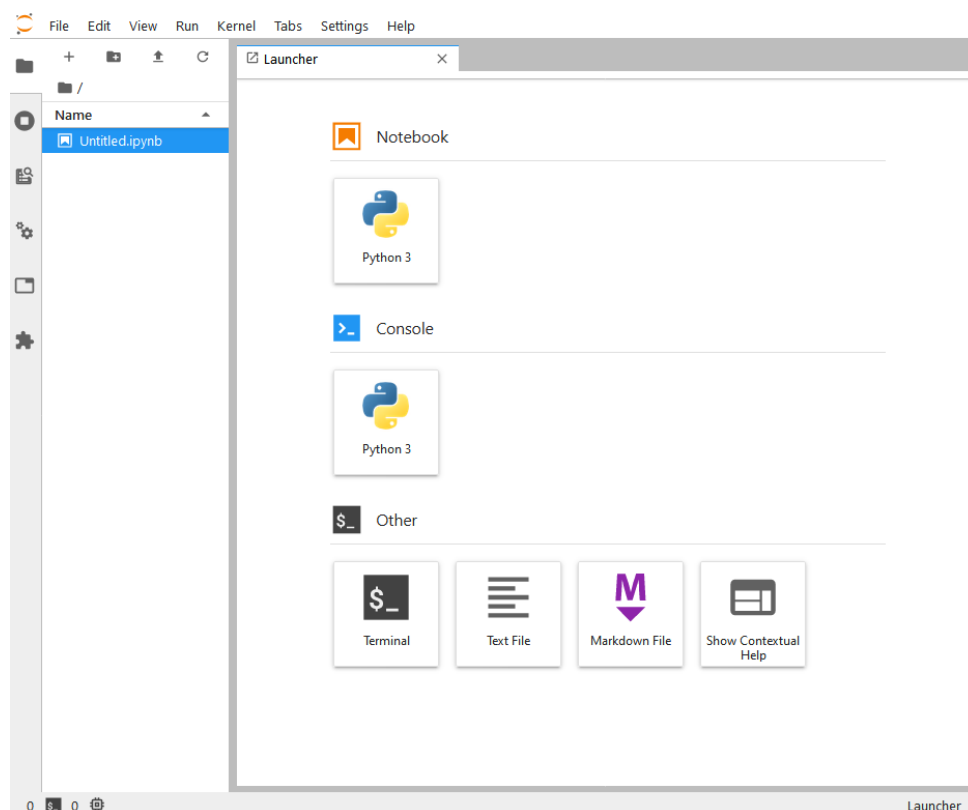 File Edit View Run Kernel Tabs Settings Help
Launcher
/
Name
Untitled.ipynb
Notebook
Python 3
Console
Python 3
$_ Other
$_
Terminal
Text File
M
Markdown File
Show Contextual
Help
0 $_ 0
Launcher